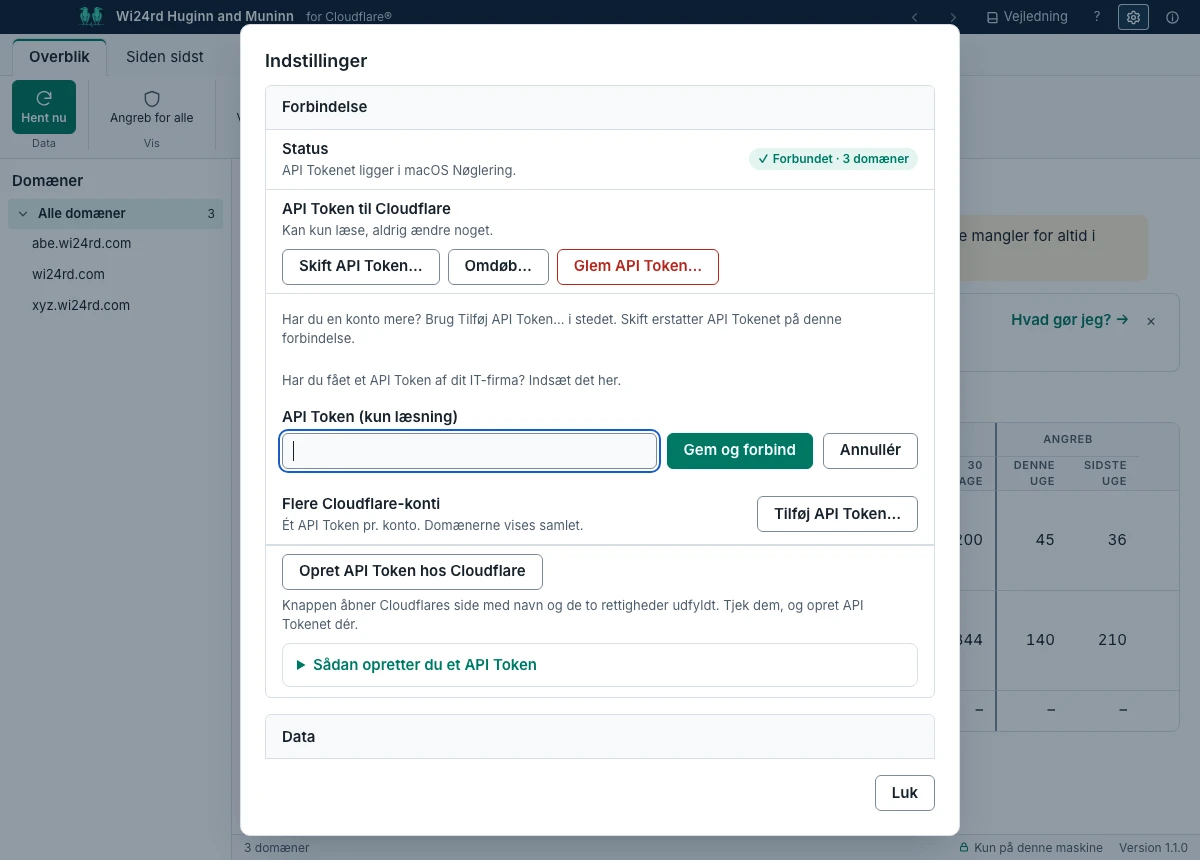 Wi24rd Huginn and Muninn for Cloudflare®
Vejledning ?
Overblik Siden sidst
Hent nu
Angreb for alle
Data
Vis
Domæner
Alle domæner 3
abe.wi24rd.com
wi24rd.com
xyz.wi24rd.com
Indstillinger
Forbindelse
Status
API Tokenet ligger i macOS Nøglering.
✓ Forbundet · 3 domæner
API Token til Cloudflare
Kan kun læse, aldrig ændre noget.
Skift API Token... Omdøb... Glem API Token...
Har du en konto mere? Brug Tilføj API Token... i stedet. Skift erstatter API Tokenet på denne
forbindelse.
Har du fået et API Token af dit IT-firma? Indsæt det her.
API Token (kun læsning)
Gem og forbind Annullér
Flere Cloudflare-konti
Ét API Token pr. konto. Domænerne vises samlet.
Tilføj API Token...
Opret API Token hos Cloudflare
Knappen åbner Cloudflares side med navn og de to rettigheder udfyldt. Tjek dem, og opret API
Tokenet dér.
Sådan opretter du et API Token
Data
Luk
mangler for altid i
Hvad gør jeg? → ×
ANGREB
30 DENNE SIDSTE
UGE UGE
45 36
140 210
– – –
3 domæner
Kun på denne maskine Version 1.1.0